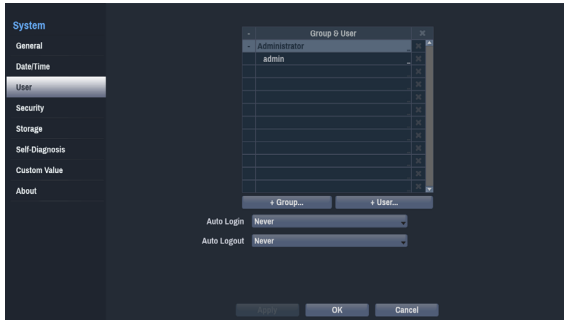 System
General
Date/Time
User
Security
Storage
Self-Diagnosis
Custom Value
About
- Group & User
- Administrator
admin
+ Group... + User...
Auto Login Never
Auto Logout Never
Apply OK Cancel